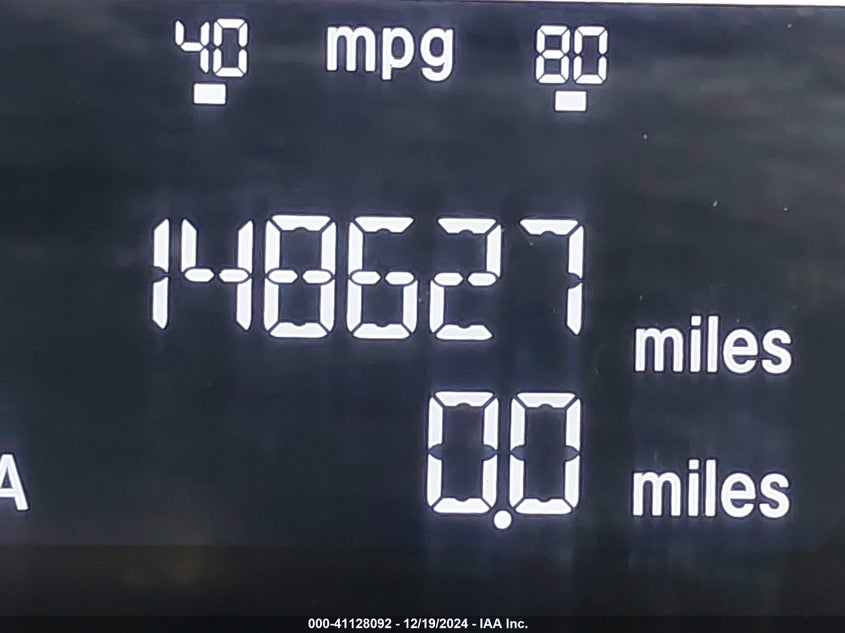 40 mpg 80
148627 miles
0.0 miles
A
000-41128092 - 12/19/2024 - IAA Inc.